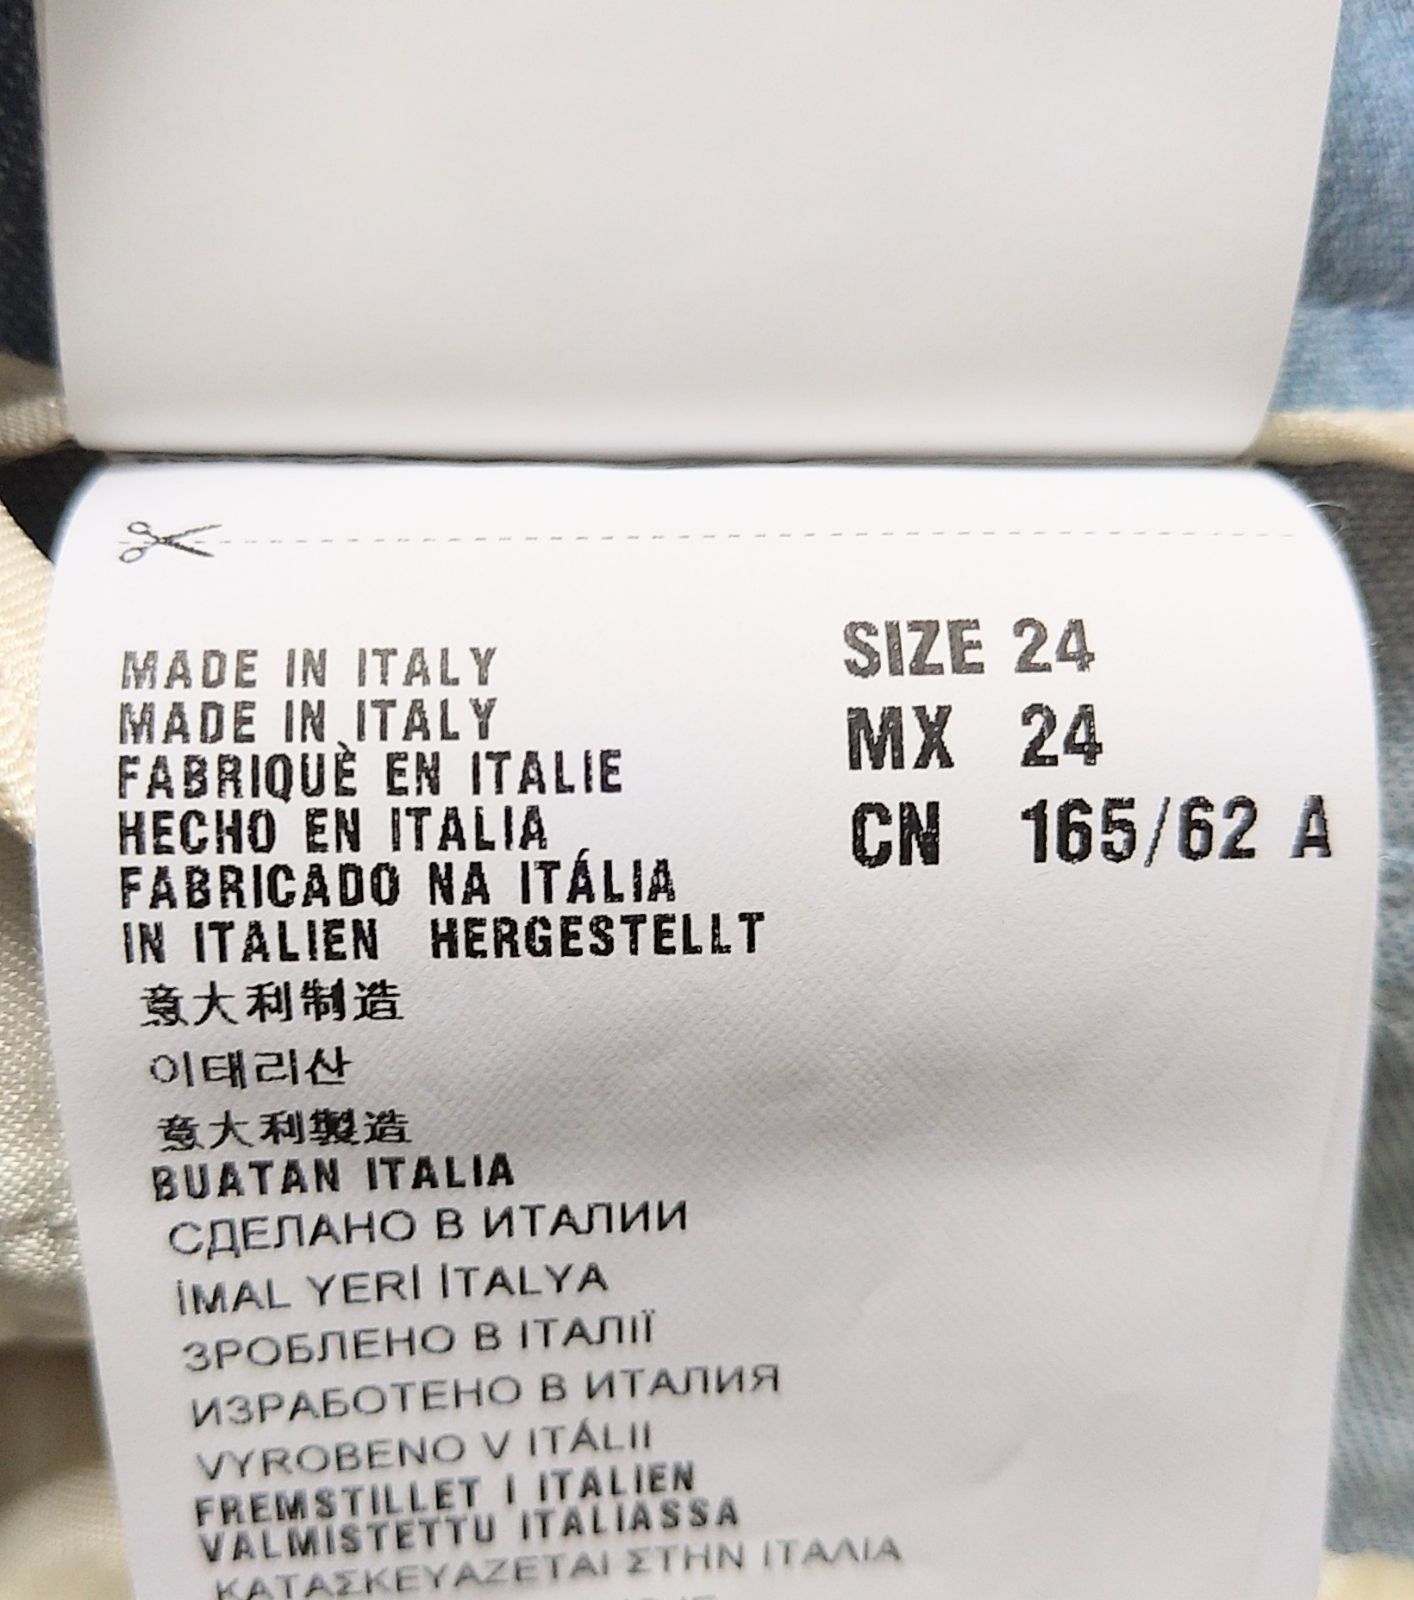 MADE IN ITALY
MADE IN ITALY
FABRIQUÈ EN ITALIE
HECHO EN ITALIA
FABRICADO NA ITÁLIA
IN ITALIEN HERGESTELLT
意大利制造
이태리산
意大利製造
BUATAN ITALIA
СДЕЛАНО В ИТАЛИИ
İMAL YERİ İTALYA
ЗРОБЛЕНО В ІТАЛІЇ
ИЗРАБОТЕНО В ИТАЛИЯ
VYROBENO V ITÁLII
FREMSTILLET I ITALIEN
VALMISTETTU ITALIASSA
ΚΑΤΑΣΚΕΥΑΖΕΤΑΙ ΣΤΗΝ ΙΤΑΛΙΑ
SIZE 24
MX 24
CN 165/62 A